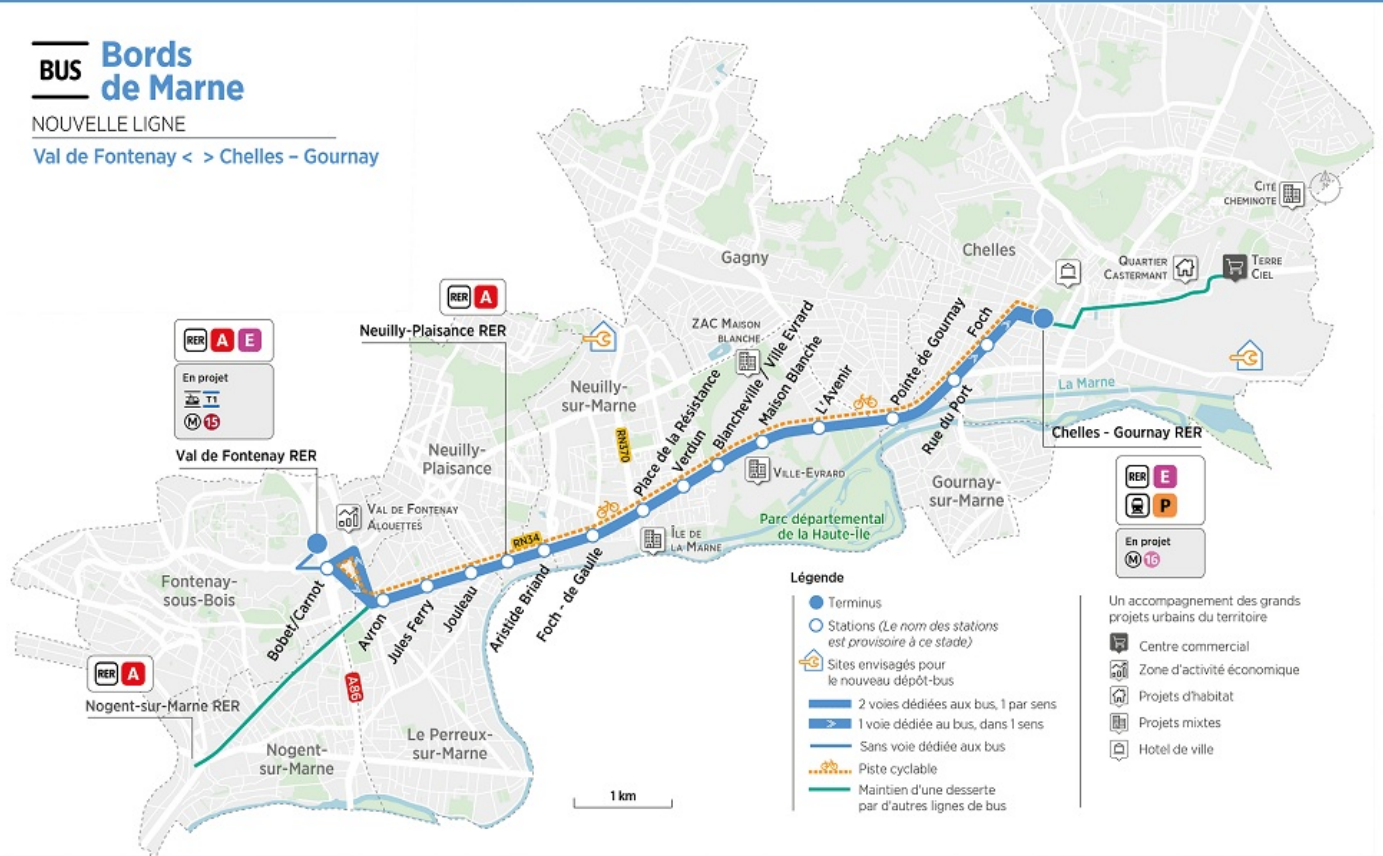 BUS
Bords
de Marne
NOUVELLE LIGNE
Val de Fontenay < > Chelles – Gournay
CITÉ
CHEMINOTE
Chelles
Gagny
QUARTIER
CASTERMANT
TERRE
CIEL
RER A
Neuilly-Plaisance RER
RER A E
En projet
T1
M 15
Val de Fontenay RER
ZAC MAISON
BLANCHE
Neuilly-
sur-Marne
Neuilly-
Plaisance
RN370
Place de la Résistance
Verdun
Blancheville / Ville Evrard
Maison Blanche
L'Avenir
Pointe de Gournay
Foch
Rue du Port
La Marne
Chelles - Gournay RER
RER E
P
En projet
M 16
VILLE-EVRARD
Gournay-
sur-Marne
Parc départemental
de la Haute-Île
ÎLE DE
LA MARNE
VAL DE FONTENAY
ALOUETTES
RN34
Fontenay-
sous-Bois
Bobet/Carnot
Avron
Jules Ferry
Jouleau
Aristide Briand
Foch - de Gaulle
A86
RER A
Nogent-sur-Marne RER
Nogent-
sur-Marne
Le Perreux-
sur-Marne
1 km
Légende
Terminus
Stations (Le nom des stations
est provisoire à ce stade)
Sites envisagés pour
le nouveau dépôt-bus
2 voies dédiées aux bus, 1 par sens
1 voie dédiée au bus, dans 1 sens
Sans voie dédiée aux bus
Piste cyclable
Maintien d'une desserte
par d'autres lignes de bus
Un accompagnement des grands
projets urbains du territoire
Centre commercial
Zone d'activité économique
Projets d'habitat
Projets mixtes
Hotel de ville